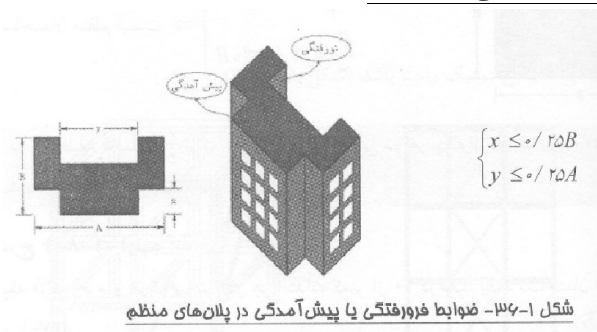 تورفتگی
پیش آمدگی
y
B
x
A
x ≤ ۰/۲۵B
y ≤ ۰/۲۵A
شکل ۱-۳۶- ضوابط فرورفتگی یا پیش‌آمدگی در پلان‌های منظم